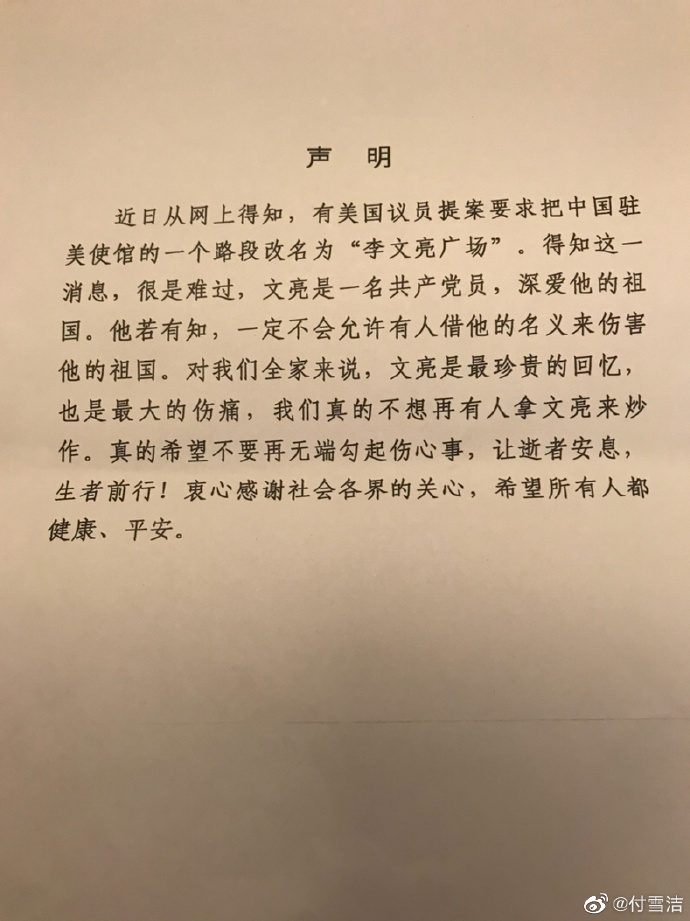 声 明
近日从网上得知，有美国议员提案要求把中国驻
美使馆的一个路段改名为“李文亮广场”。得知这一
消息，很是难过，文亮是一名共产党员，深爱他的祖
国。他若有知，一定不会允许有人借他的名义来伤害
他的祖国。对我们全家来说，文亮是最珍贵的回忆，
也是最大的伤痛，我们真的不想再有人拿文亮来炒
作。真的希望不要再无端勾起伤心事，让逝者安息，
生者前行！衷心感谢社会各界的关心，希望所有人都
健康、平安。
@付雪洁